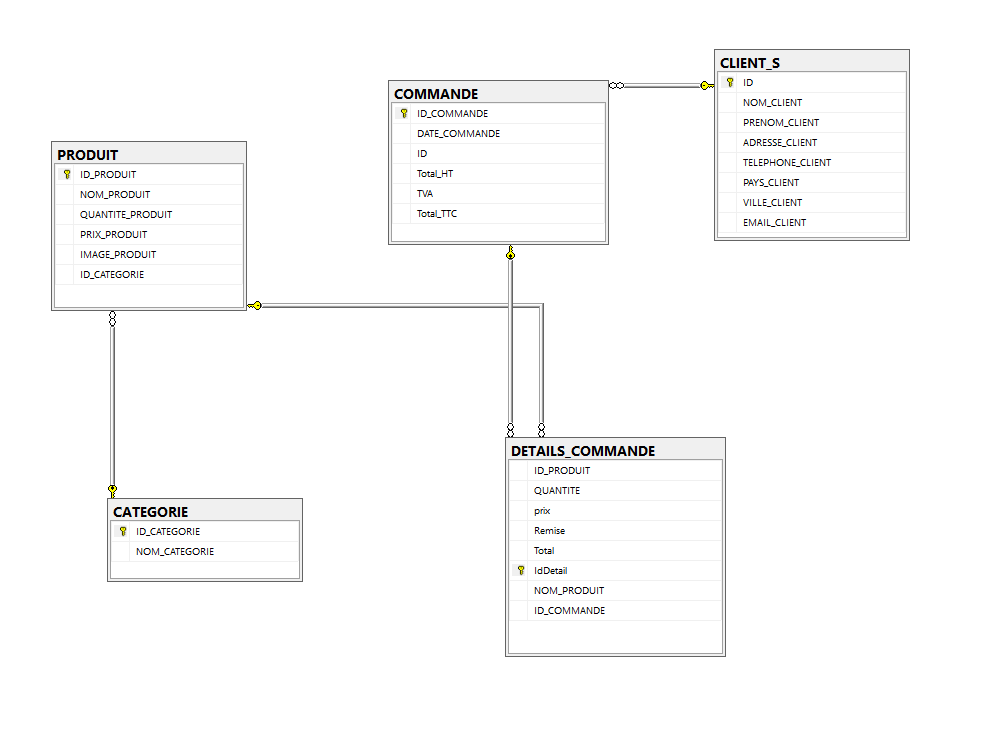 PRODUIT
ID_PRODUIT
NOM_PRODUIT
QUANTITE_PRODUIT
PRIX_PRODUIT
IMAGE_PRODUIT
ID_CATEGORIE
COMMANDE
ID_COMMANDE
DATE_COMMANDE
ID
Total_HT
TVA
Total_TTC
CLIENT_S
ID
NOM_CLIENT
PRENOM_CLIENT
ADRESSE_CLIENT
TELEPHONE_CLIENT
PAYS_CLIENT
VILLE_CLIENT
EMAIL_CLIENT
CATEGORIE
ID_CATEGORIE
NOM_CATEGORIE
DETAILS_COMMANDE
ID_PRODUIT
QUANTITE
prix
Remise
Total
IdDetail
NOM_PRODUIT
ID_COMMANDE